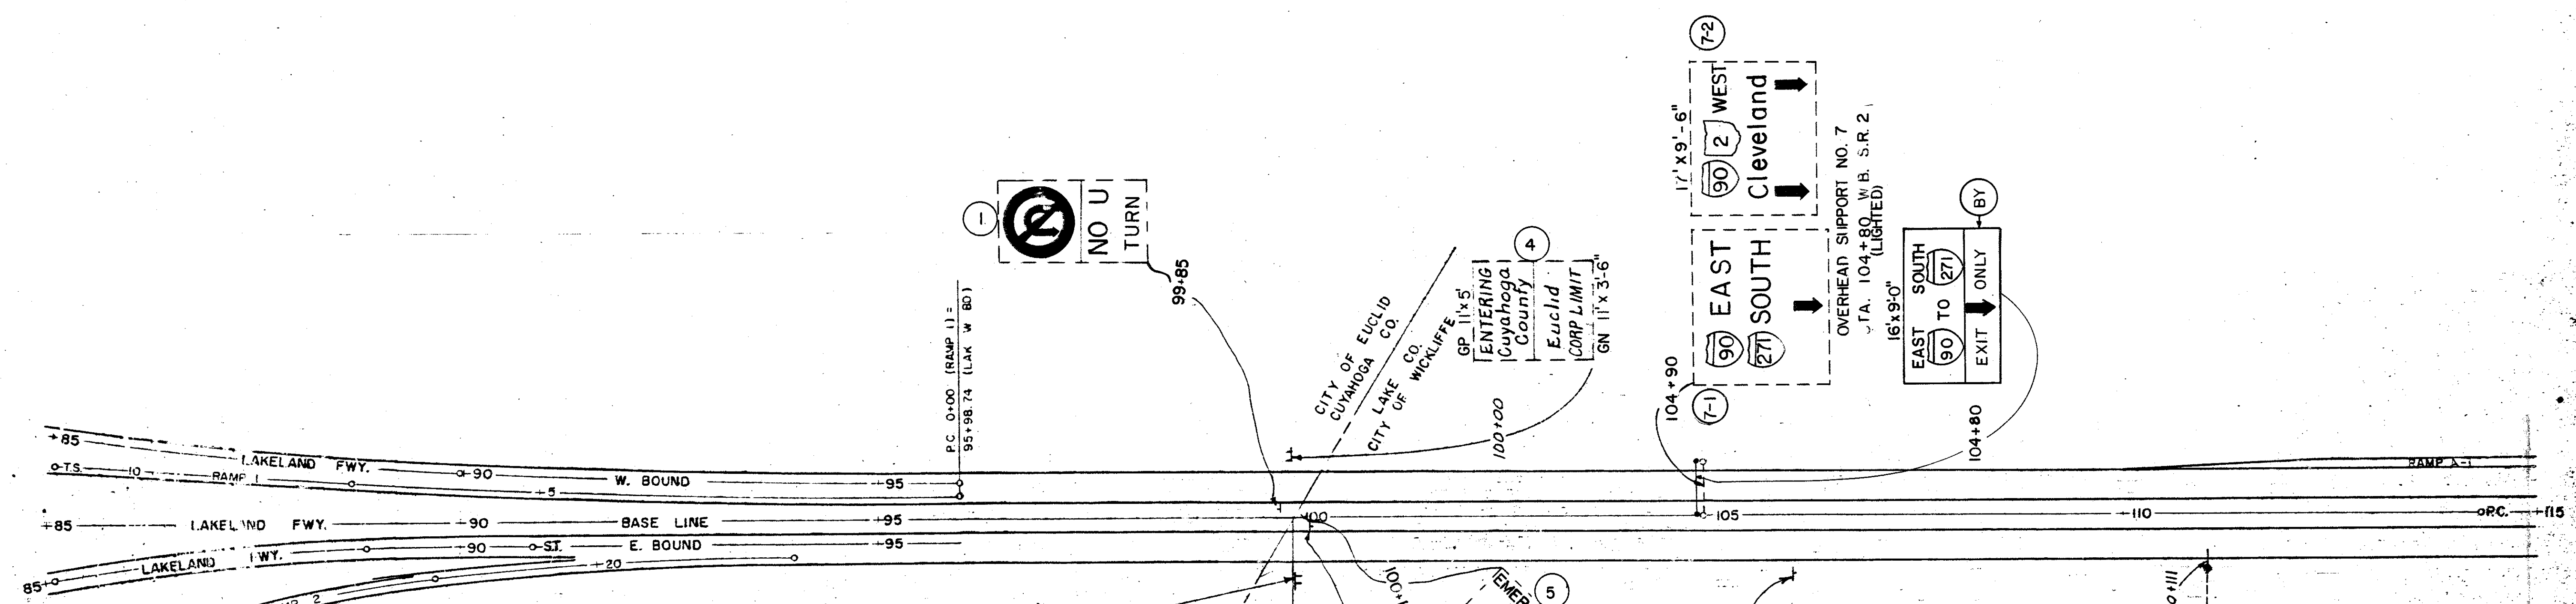 1
NO U
TURN
99+85
P.C. 0+00 (RAMP 1) =
95+98.74 (LAK W BD)
CITY OF EUCLID
CUYAHOGA CO.
LAKE CO.
CITY OF WICKLIFFE
4
GP 11'x5'
ENTERING
Cuyahoga
County
Euclid
CORP LIMIT
GN 11'x3'-6"
100+00
7-2
17'x9'-6"
90 2 WEST
Cleveland
7-1
104+90
90 EAST
271 SOUTH
OVERHEAD SUPPORT NO. 7
STA. 104+80 W.B. S.R. 2
(LIGHTED)
16'x9'-0"
BY
EAST SOUTH
90 TO 271
EXIT ONLY
104+80
+85 LAKELAND FWY. +90 W. BOUND +95
T.S. 10 RAMP 1 +5
RAMP A-1
+85 LAKELAND FWY. +90 BASE LINE +95 100 105 +110 P.C. +115
85+ LAKELAND FWY. +90 S.T. E. BOUND +95
2 +20
5